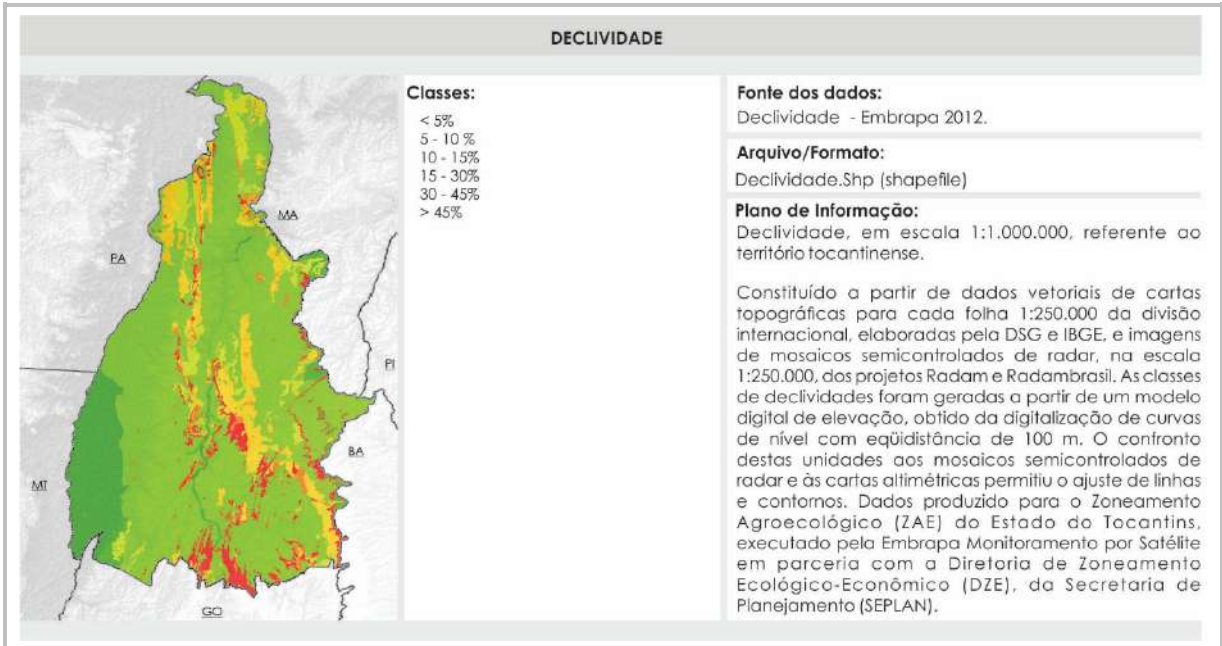 DECLIVIDADE
PA
MA
PI
BA
MT
GO
Classes:
< 5%
5 - 10 %
10 - 15%
15 - 30%
30 - 45%
> 45%
Fonte dos dados:
Declividade - Embrapa 2012.
Arquivo/Formato:
Declividade.Shp (shapefile)
Plano de Informação:
Declividade, em escala 1:1.000.000, referente ao
território tocantinense.
Constituído a partir de dados vetoriais de cartas
topográficas para cada folha 1:250.000 da divisão
internacional, elaboradas pela DSG e IBGE, e imagens
de mosaicos semicontrolados de radar, na escala
1:250.000, dos projetos Radam e Radambrasil. As classes
de declividades foram geradas a partir de um modelo
digital de elevação, obtido da digitalização de curvas
de nível com eqüidistância de 100 m. O confronto
destas unidades aos mosaicos semicontrolados de
radar e às cartas altimétricas permitiu o ajuste de linhas
e contornos. Dados produzido para o Zoneamento
Agroecológico (ZAE) do Estado do Tocantins,
executado pela Embrapa Monitoramento por Satélite
em parceria com a Diretoria de Zoneamento
Ecológico-Econômico (DZE), da Secretaria de
Planejamento (SEPLAN).